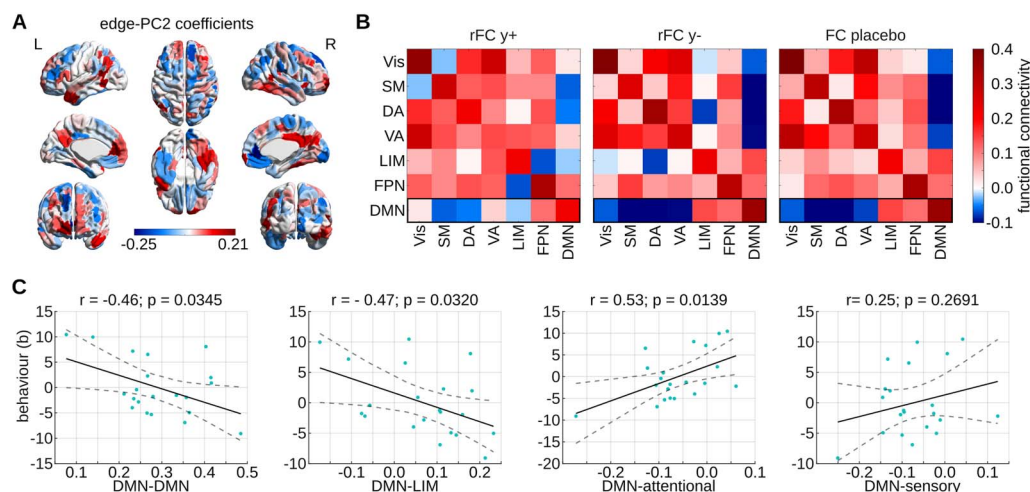 A
edge-PC2 coefficients
L
R
-0.25
0.21
B
rFC y+
rFC y-
FC placebo
Vis
SM
DA
VA
LIM
FPN
DMN
Vis
SM
DA
VA
LIM
FPN
DMN
Vis
SM
DA
VA
LIM
FPN
DMN
Vis
SM
DA
VA
LIM
FPN
DMN
0.4
0.3
0.2
0.1
0.0
-0.1
functional connectivity
C
r = -0.46; p = 0.0345
r = - 0.47; p = 0.0320
r = 0.53; p = 0.0139
r= 0.25; p = 0.2691
behaviour (b)
15
10
5
0
-5
-10
-15
0.1
0.2
0.3
0.4
0.5
DMN-DMN
15
10
5
0
-5
-10
-0.1
0.0
0.1
0.2
DMN-LIM
15
10
5
0
-5
-10
-15
-20
-0.2
-0.1
0.0
0.1
DMN-attentional
15
10
5
0
-5
-10
-0.2
-0.1
0.0
0.1
DMN-sensory